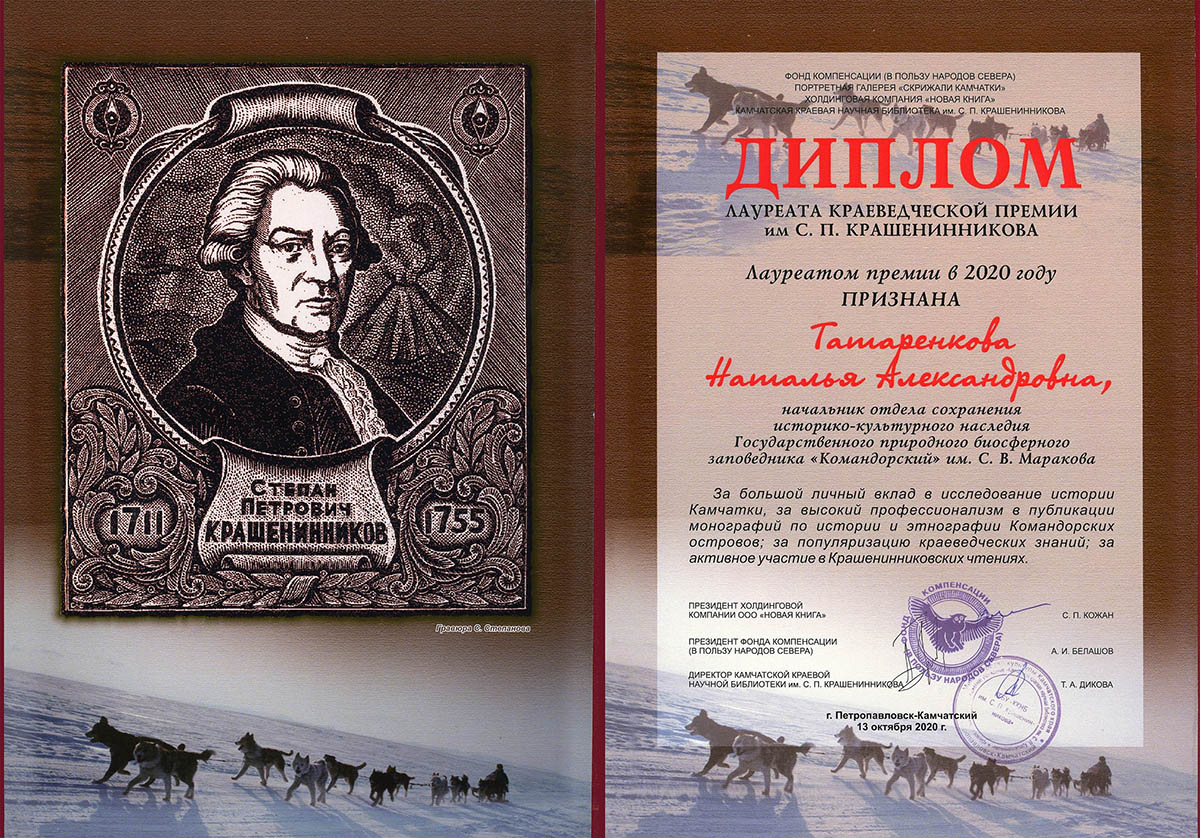 СТЕПАН
ПЕТРОВИЧ
КРАШЕНИННИКОВ
1711
1755
Гравюра С. Степанова
ФОНД КОМПЕНСАЦИИ (В ПОЛЬЗУ НАРОДОВ СЕВЕРА)
ПОРТРЕТНАЯ ГАЛЕРЕЯ «СКРИЖАЛИ КАМЧАТКИ»
ХОЛДИНГОВАЯ КОМПАНИЯ «НОВАЯ КНИГА»
КАМЧАТСКАЯ КРАЕВАЯ НАУЧНАЯ БИБЛИОТЕКА им. С. П. КРАШЕНИННИКОВА
ДИПЛОМ
ЛАУРЕАТА КРАЕВЕДЧЕСКОЙ ПРЕМИИ
им С. П. КРАШЕНИННИКОВА
Лауреатом премии в 2020 году
ПРИЗНАНА
Татаренкова
Наталья Александровна,
начальник отдела сохранения
историко-культурного наследия
Государственного природного биосферного
заповедника «Командорский» им. С. В. Маракова
За большой личный вклад в исследование истории
Камчатки, за высокий профессионализм в публикации
монографий по истории и этнографии Командорских
островов; за популяризацию краеведческих знаний; за
активное участие в Крашенинниковских чтениях.
ПРЕЗИДЕНТ ХОЛДИНГОВОЙ
КОМПАНИИ ООО «НОВАЯ КНИГА»
С. П. КОЖАН
ПРЕЗИДЕНТ ФОНДА КОМПЕНСАЦИИ
(В ПОЛЬЗУ НАРОДОВ СЕВЕРА)
А. И. БЕЛАШОВ
ДИРЕКТОР КАМЧАТСКОЙ КРАЕВОЙ
НАУЧНОЙ БИБЛИОТЕКИ им. С. П. КРАШЕНИННИКОВА
Т. А. ДИКОВА
ФОНД КОМПЕНСАЦИИ
(В ПОЛЬЗУ НАРОДОВ СЕВЕРА)
г. Петропавловск-Камчатский
13 октября 2020 г.